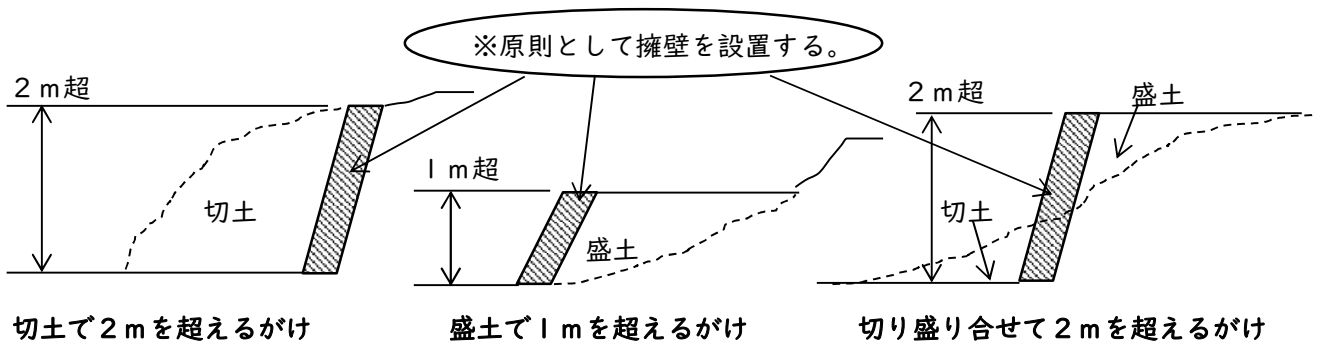 ※原則として擁壁を設置する。
２ｍ超
切土
切土で２ｍを超えるがけ
１ｍ超
盛土
盛土で１ｍを超えるがけ
２ｍ超
盛土
切土
切り盛り合せて２ｍを超えるがけ